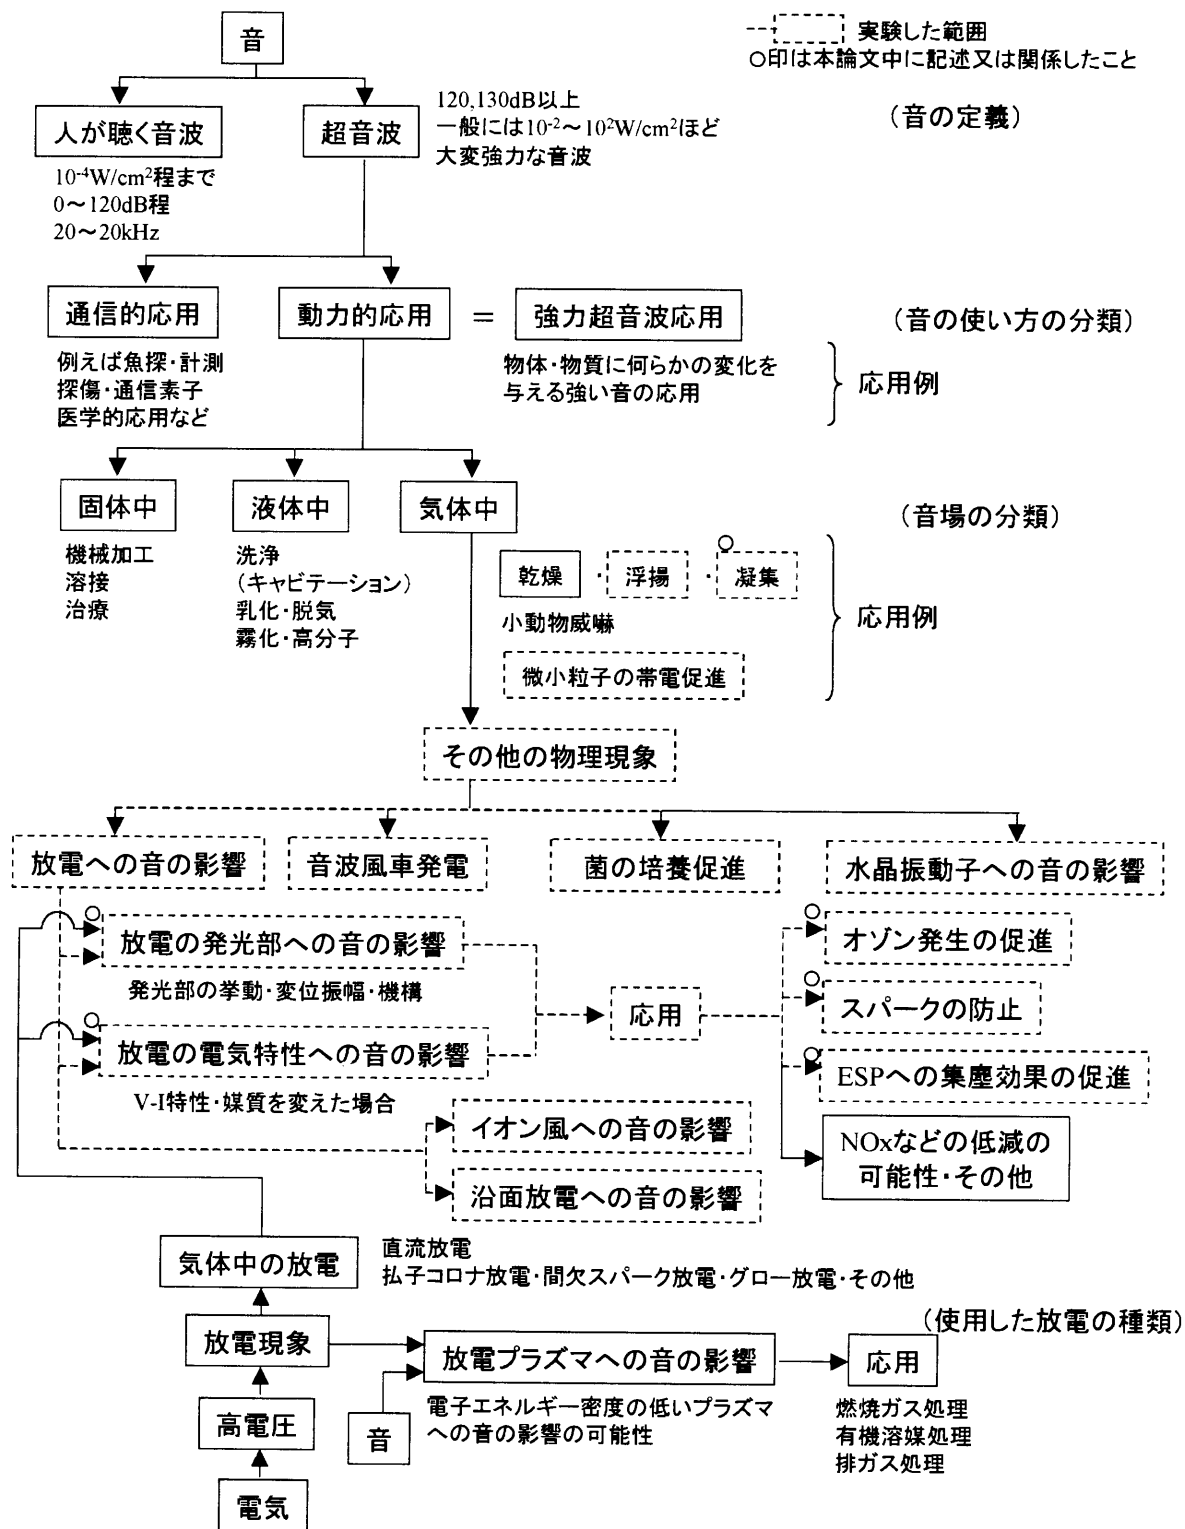 音
実験した範囲
○印は本論文中に記述又は関係したこと
人が聴く音波
超音波
120,130dB以上
一般には10⁻²～10²W/cm²ほど
大変強力な音波
（音の定義）
10⁻⁴W/cm²程まで
0～120dB程
20～20kHz
通信的応用
動力的応用
=
強力超音波応用
（音の使い方の分類）
例えば魚探・計測
探傷・通信素子
医学的応用など
物体・物質に何らかの変化を
与える強い音の応用
応用例
固体中
液体中
気体中
（音場の分類）
機械加工
溶接
治療
洗浄
（キャビテーション）
乳化・脱気
霧化・高分子
乾燥・浮揚・凝集
小動物威嚇
微小粒子の帯電促進
応用例
その他の物理現象
放電への音の影響
音波風車発電
菌の培養促進
水晶振動子への音の影響
放電の発光部への音の影響
発光部の挙動・変位振幅・機構
放電の電気特性への音の影響
V-I特性・媒質を変えた場合
応用
オゾン発生の促進
スパークの防止
ESPへの集塵効果の促進
NOxなどの低減の
可能性・その他
イオン風への音の影響
沿面放電への音の影響
気体中の放電
直流放電
払子コロナ放電・間欠スパーク放電・グロー放電・その他
（使用した放電の種類）
放電現象
放電プラズマへの音の影響
応用
高電圧
音
電子エネルギー密度の低いプラズマ
への音の影響の可能性
燃焼ガス処理
有機溶媒処理
排ガス処理
電気